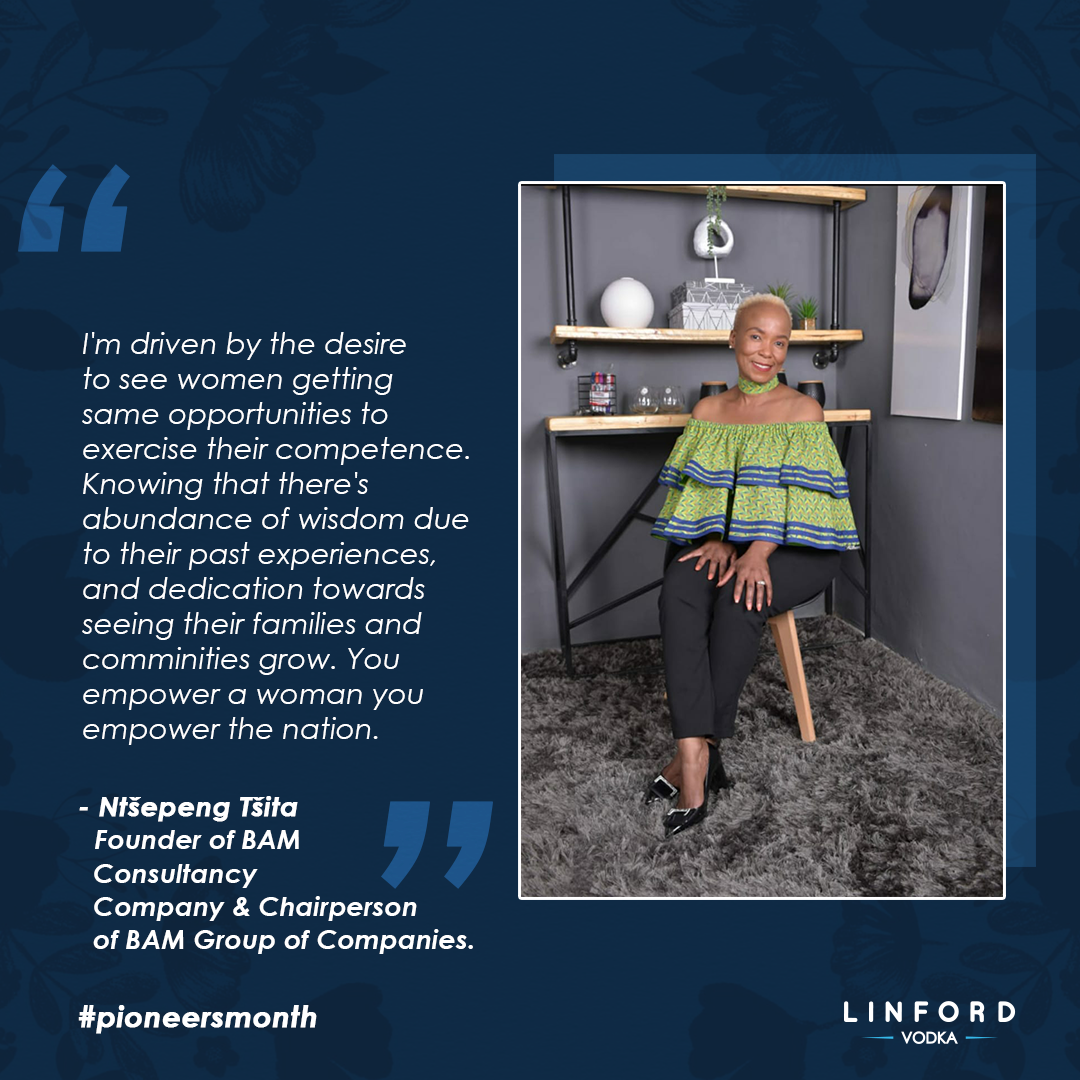 “
I'm driven by the desire
to see women getting
same opportunities to
exercise their competence.
Knowing that there's
abundance of wisdom due
to their past experiences,
and dedication towards
seeing their families and
comminities grow. You
empower a woman you
empower the nation.
”
- Ntšepeng Tšita
Founder of BAM
Consultancy
Company & Chairperson
of BAM Group of Companies.
#pioneersmonth
LINFORD
VODKA